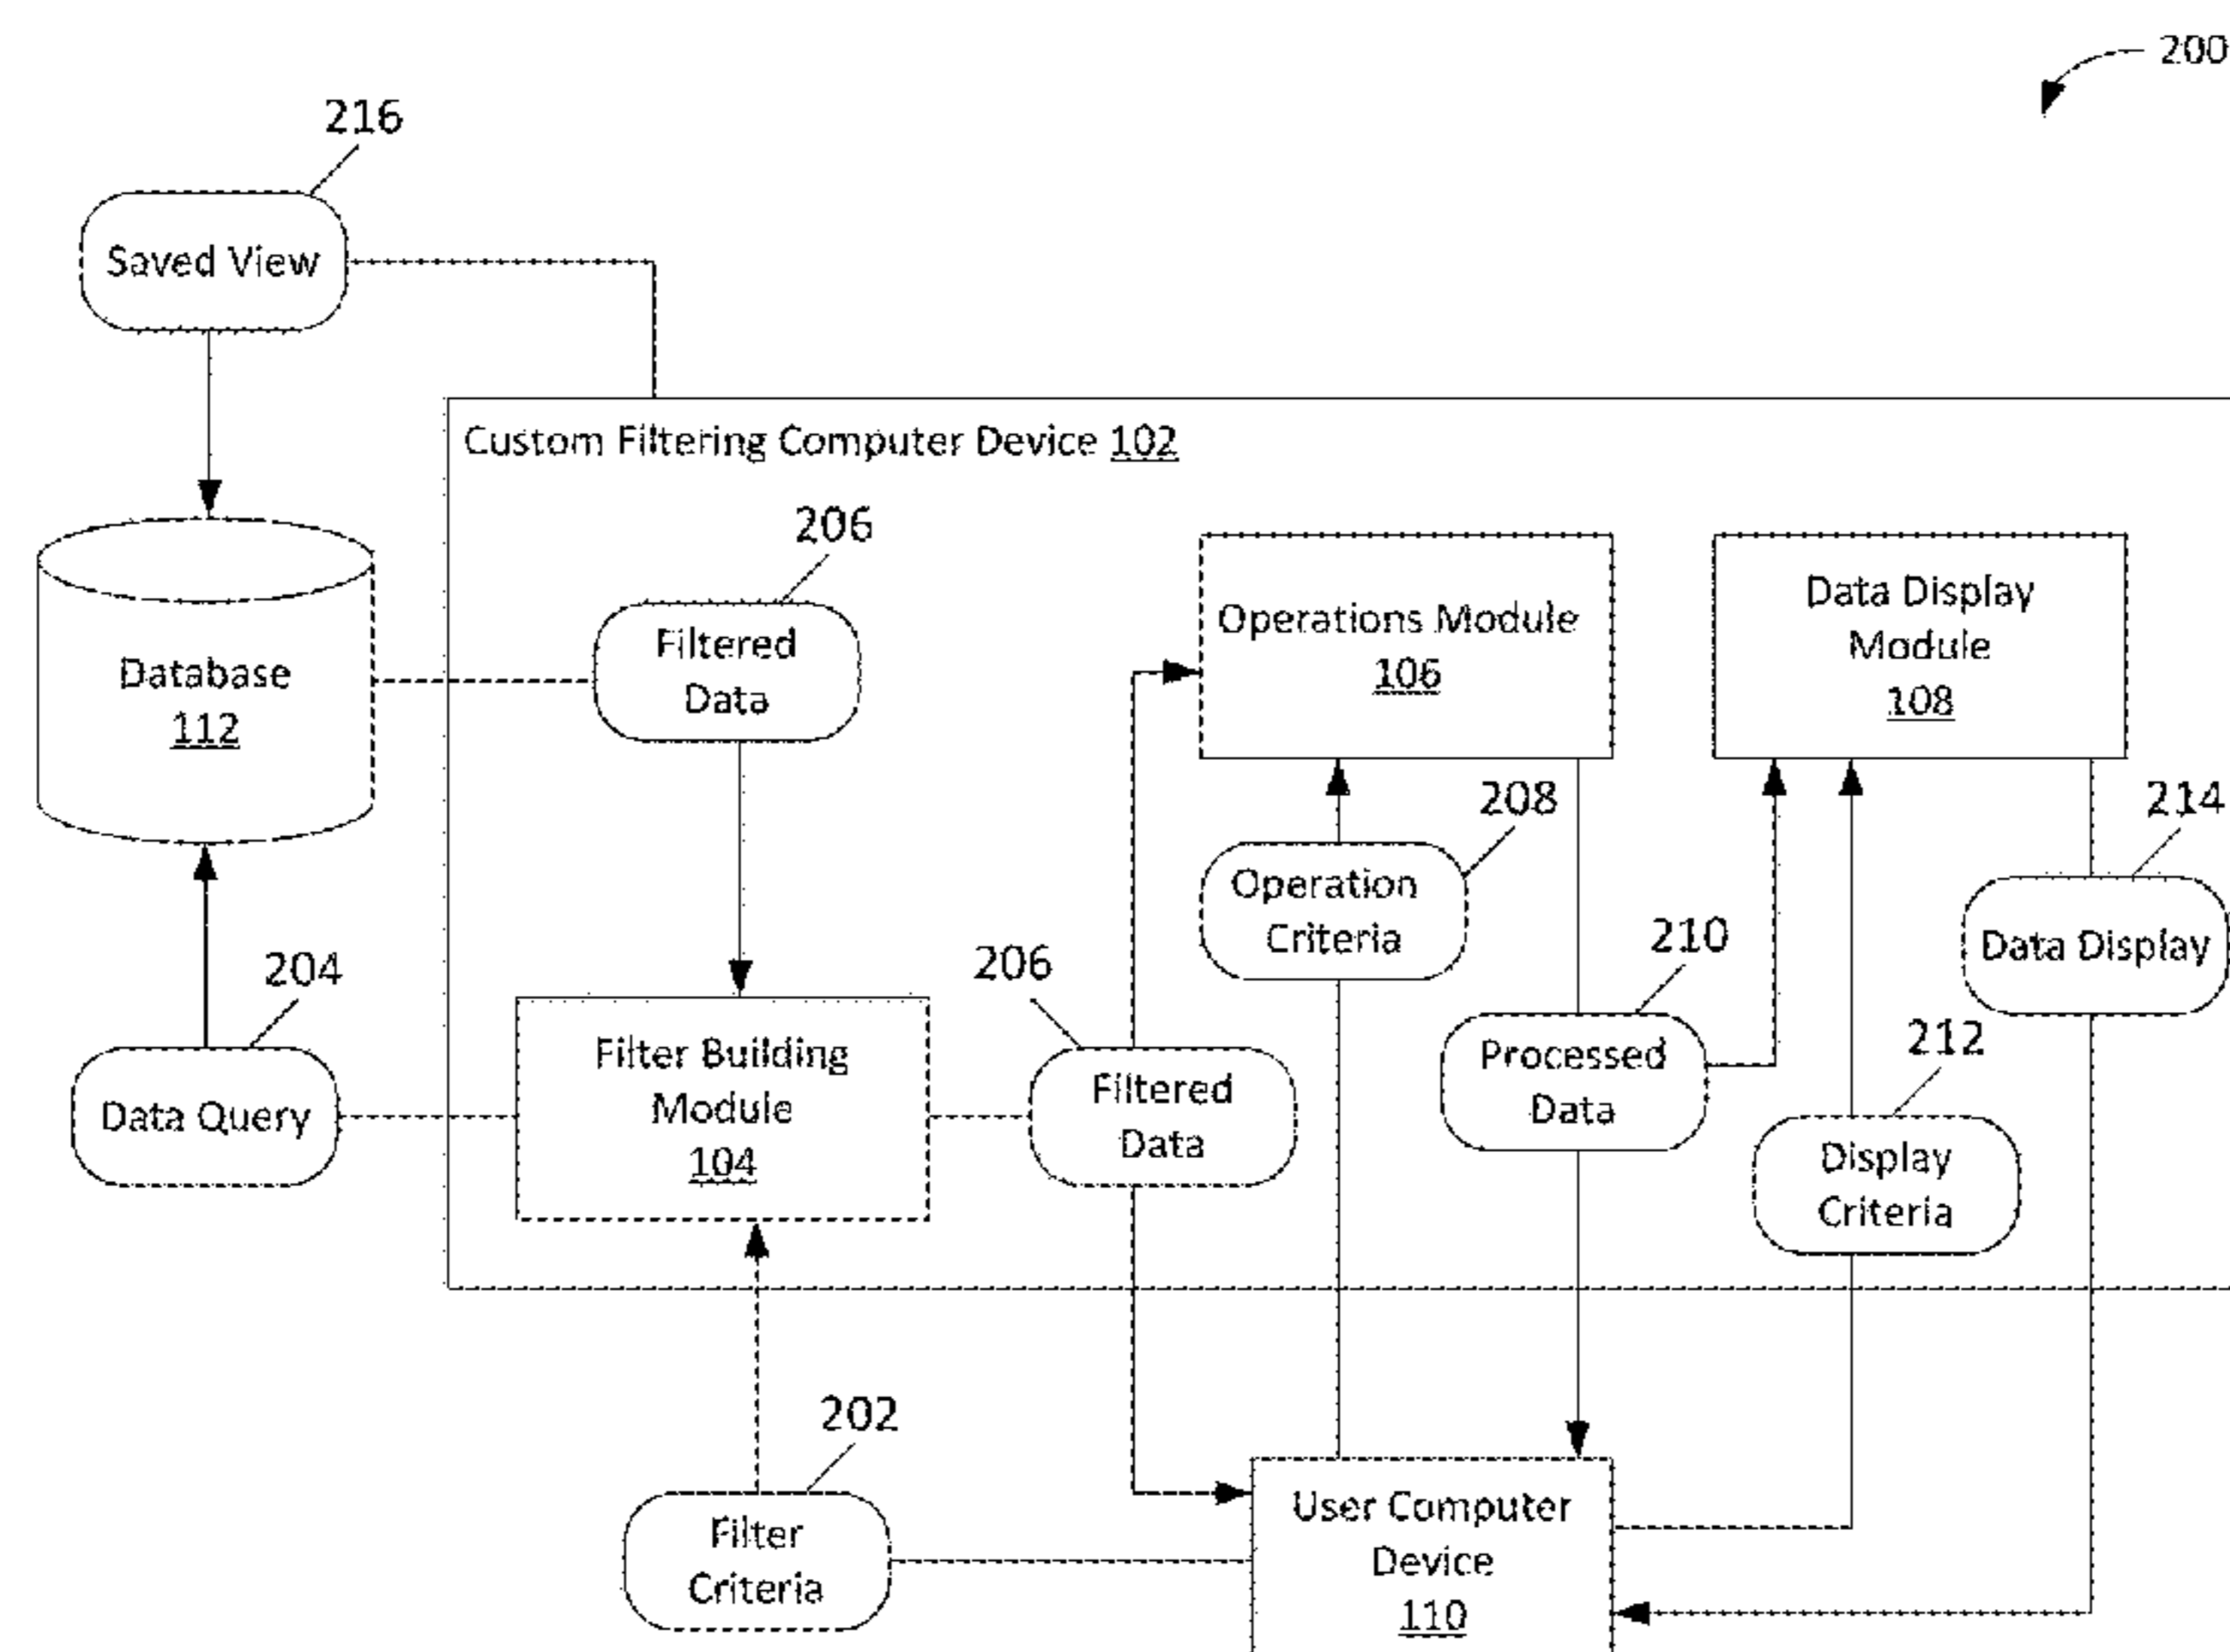 200
216
Saved View
Custom Filtering Computer Device 102
206
Filtered
Data
Operations Module
106
Data Display
Module
108
Database
112
208
214
Operation
Criteria
210
Data Display
204
206
212
Data Query
Filter Building
Module
104
Filtered
Data
Processed
Data
Display
Criteria
202
Filter
Criteria
User Computer
Device
110